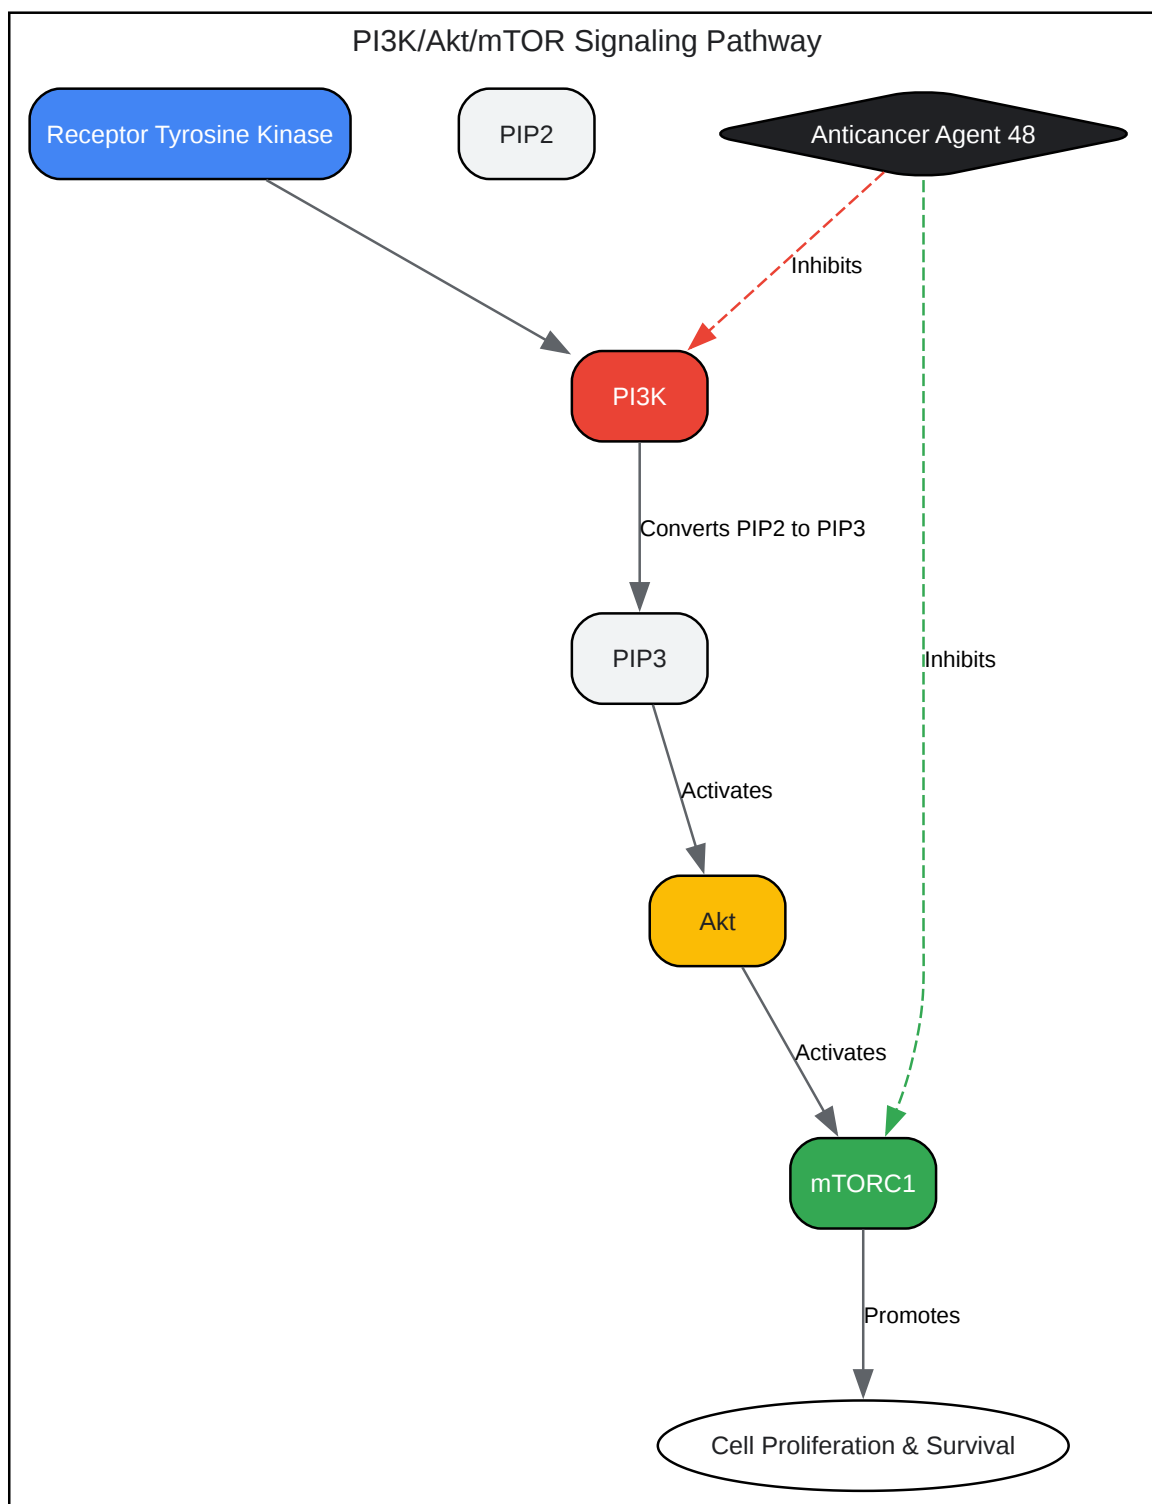 PI3K/Akt/mTOR Signaling Pathway
Receptor Tyrosine Kinase
PIP2
Anticancer Agent 48
Inhibits
PI3K
Converts PIP2 to PIP3
PIP3
Inhibits
Activates
Akt
Activates
mTORC1
Promotes
Cell Proliferation & Survival